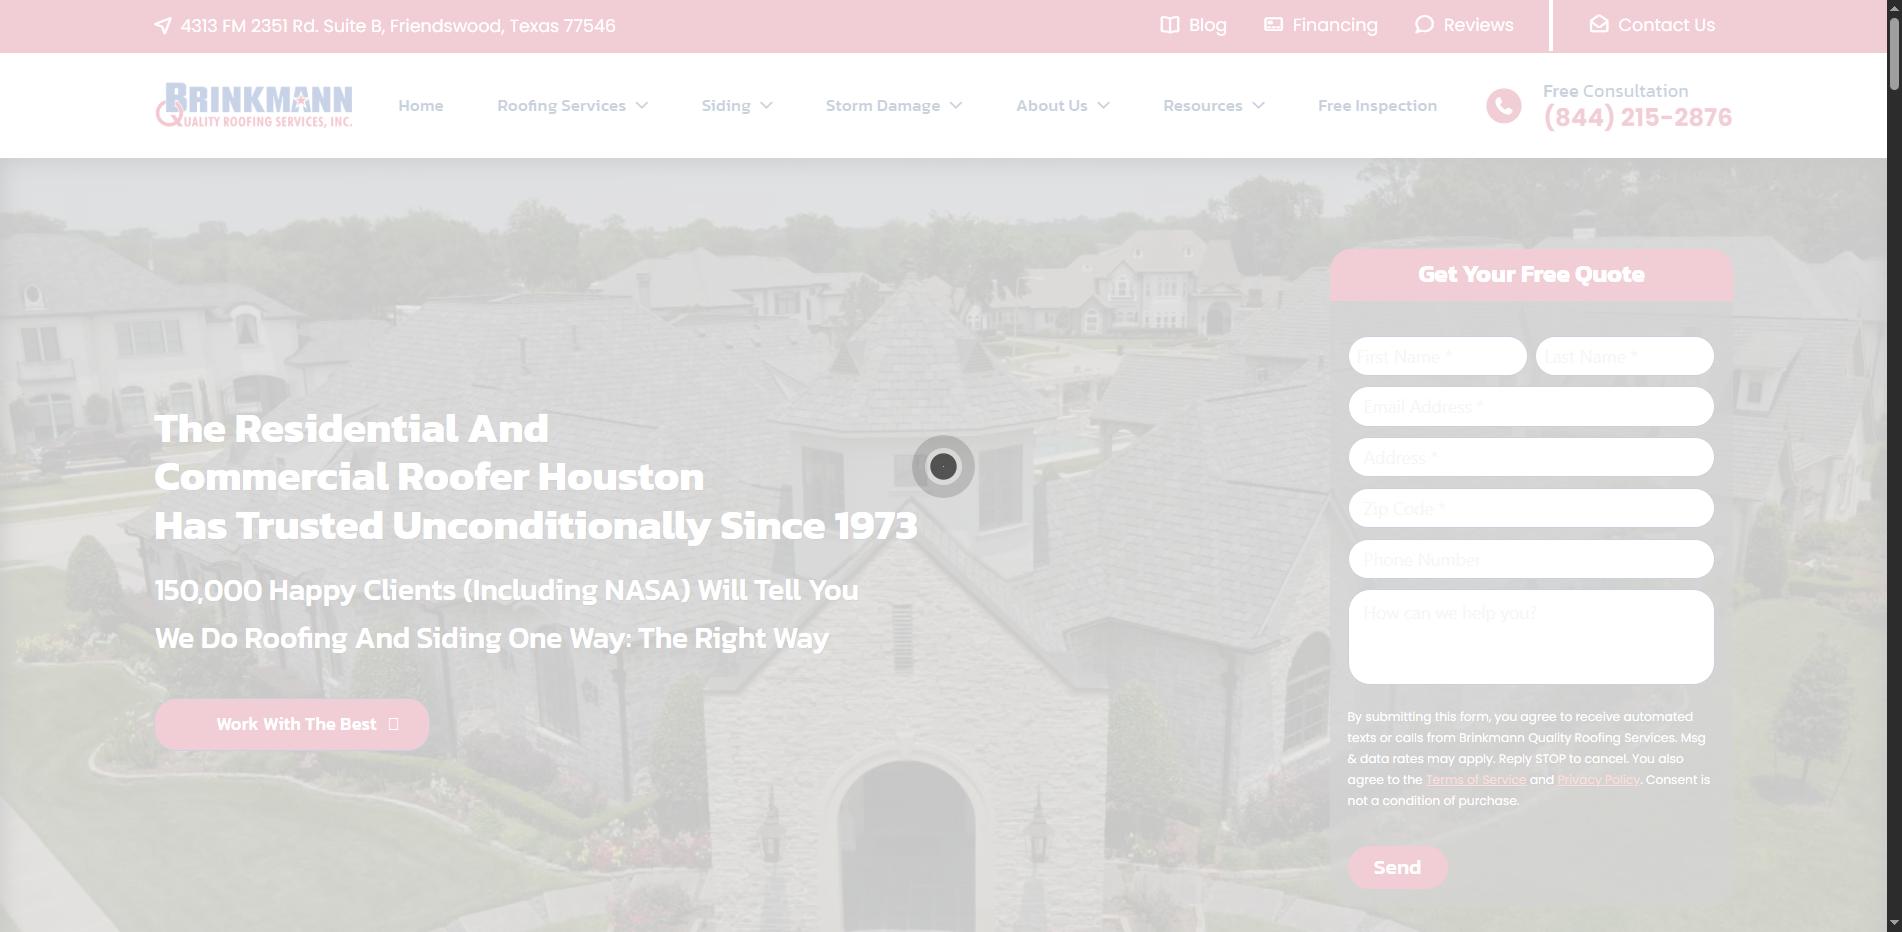 4313 FM 2351 Rd. Suite B, Friendswood, Texas 77546
Blog
Financing
Reviews
Contact Us
BRINKMANN
QUALITY ROOFING SERVICES, INC.
Home
Roofing Services
Siding
Storm Damage
About Us
Resources
Free Inspection
Free Consultation
(844) 215-2876
The Residential And
Commercial Roofer Houston
Has Trusted Unconditionally Since 1973
150,000 Happy Clients (Including NASA) Will Tell You
We Do Roofing And Siding One Way: The Right Way
Work With The Best
Get Your Free Quote
First Name *
Last Name *
Email Address *
Address *
Zip Code *
Phone Number
How can we help you?
By submitting this form, you agree to receive automated
texts or calls from Brinkmann Quality Roofing Services. Msg
& data rates may apply. Reply STOP to cancel. You also
agree to the Terms of Service and Privacy Policy. Consent is
not a condition of purchase.
Send